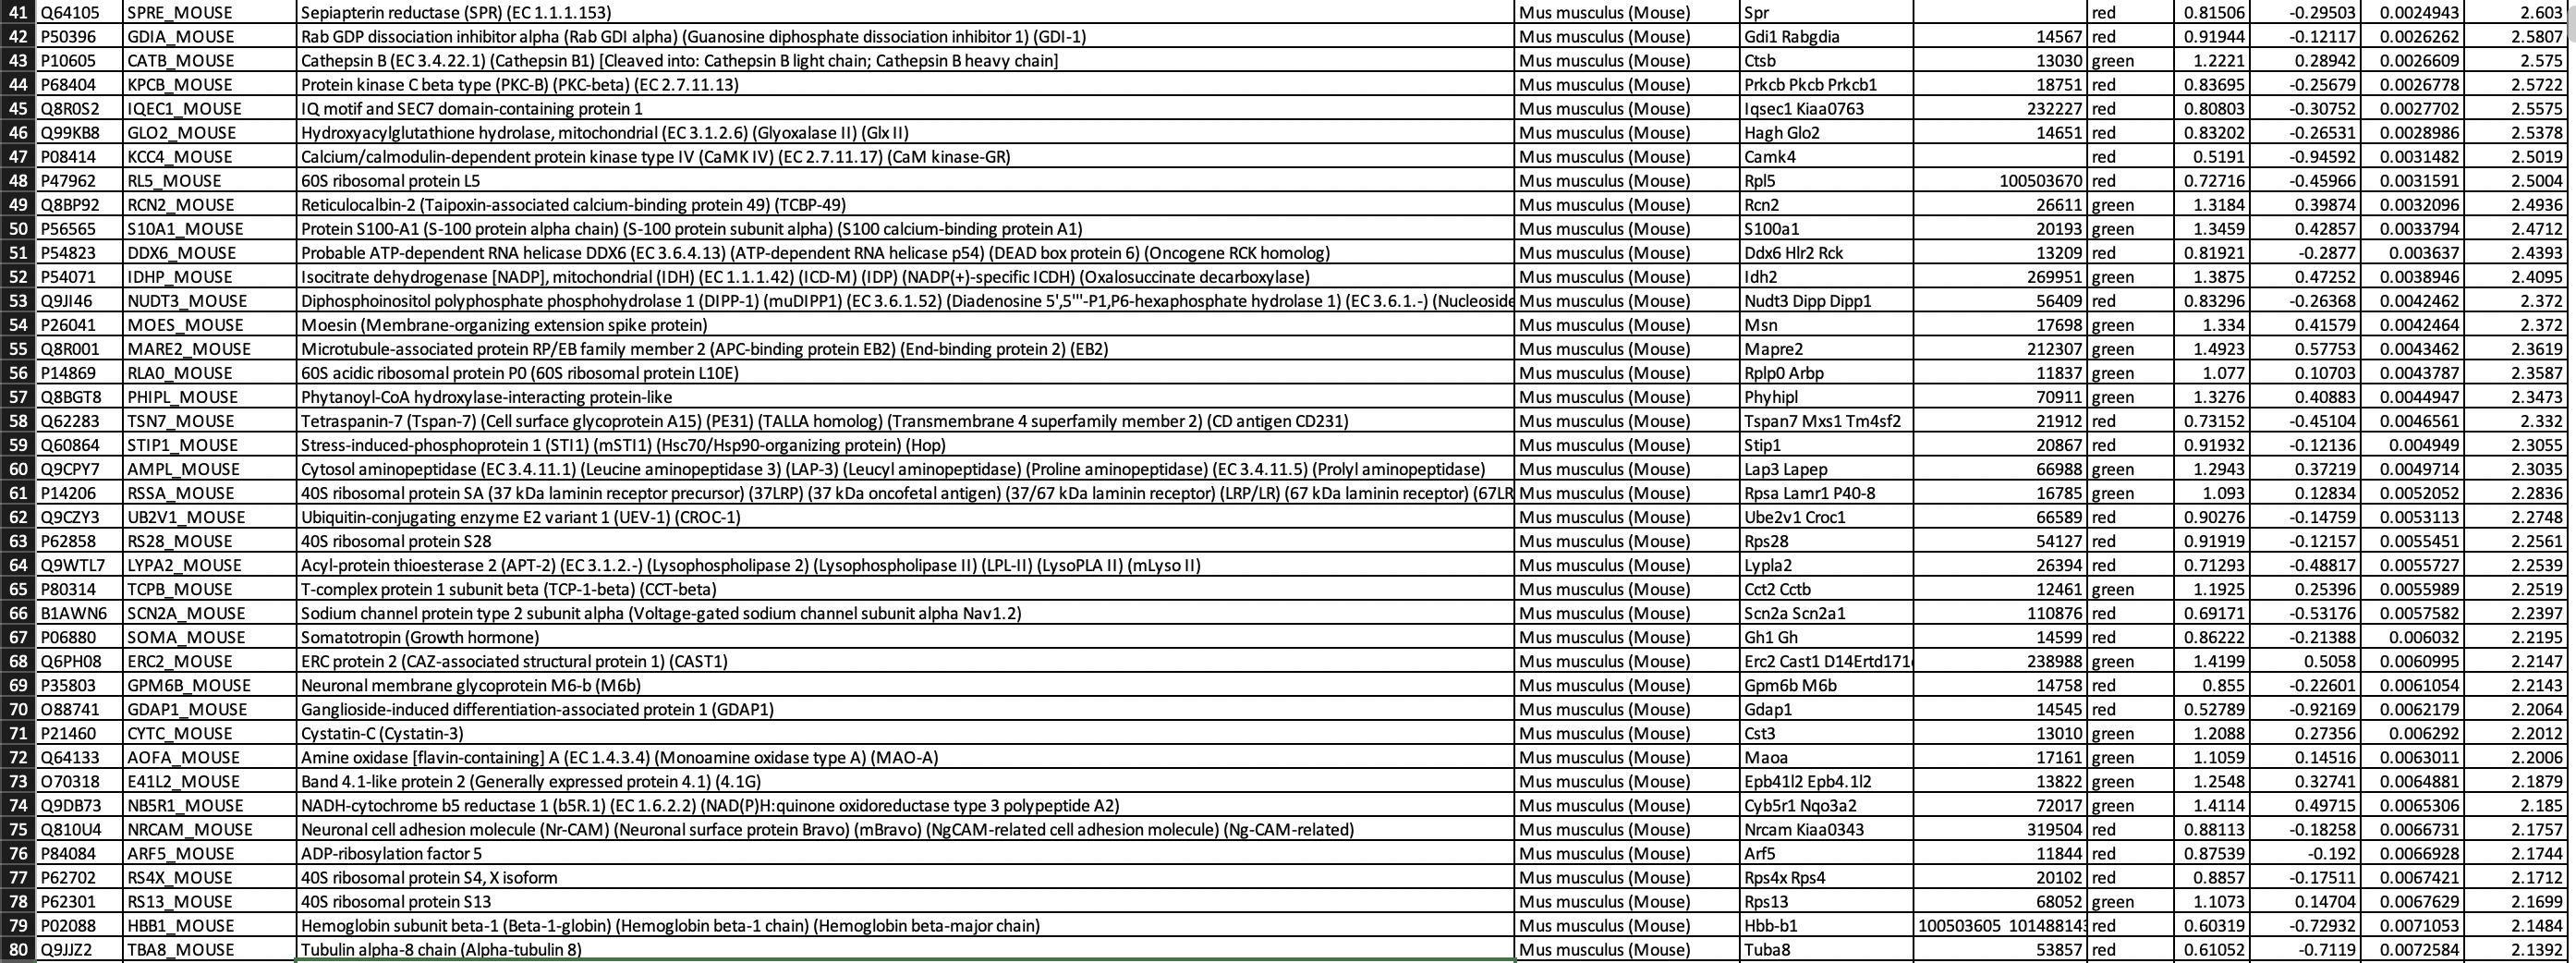 41 Q64105 SPRE_MOUSE Sepiapterin reductase (SPR) (EC 1.1.1.153) Mus musculus (Mouse) Spr red 0.81506 -0.29503 0.0024943 2.603
42 P50396 GDIA_MOUSE Rab GDP dissociation inhibitor alpha (Rab GDI alpha) (Guanosine diphosphate dissociation inhibitor 1) (GDI-1) Mus musculus (Mouse) Gdi1 Rabgdia 14567 red 0.91944 -0.12117 0.0026262 2.5807
43 P10605 CATB_MOUSE Cathepsin B (EC 3.4.22.1) (Cathepsin B1) [Cleaved into: Cathepsin B light chain; Cathepsin B heavy chain] Mus musculus (Mouse) Ctsb 13030 green 1.2221 0.28942 0.0026609 2.575
44 P68404 KPCB_MOUSE Protein kinase C beta type (PKC-B) (PKC-beta) (EC 2.7.11.13) Mus musculus (Mouse) Prkcb Pkcb Prkcb1 18751 red 0.83695 -0.25679 0.0026778 2.5722
45 Q8R0S2 IQEC1_MOUSE IQ motif and SEC7 domain-containing protein 1 Mus musculus (Mouse) Iqsec1 Kiaa0763 232227 red 0.80803 -0.30752 0.0027702 2.5575
46 Q99KB8 GLO2_MOUSE Hydroxyacylglutathione hydrolase, mitochondrial (EC 3.1.2.6) (Glyoxalase II) (Glx II) Mus musculus (Mouse) Hagh Glo2 14651 red 0.83202 -0.26531 0.0028986 2.5378
47 P08414 KCC4_MOUSE Calcium/calmodulin-dependent protein kinase type IV (CaMK IV) (EC 2.7.11.17) (CaM kinase-GR) Mus musculus (Mouse) Camk4 red 0.5191 -0.94592 0.0031482 2.5019
48 P47962 RL5_MOUSE 60S ribosomal protein L5 Mus musculus (Mouse) Rpl5 100503670 red 0.72716 -0.45966 0.0031591 2.5004
49 Q8BP92 RCN2_MOUSE Reticulocalbin-2 (Taipoxin-associated calcium-binding protein 49) (TCBP-49) Mus musculus (Mouse) Rcn2 26611 green 1.3184 0.39874 0.0032096 2.4936
50 P56565 S10A1_MOUSE Protein S100-A1 (S-100 protein alpha chain) (S-100 protein subunit alpha) (S100 calcium-binding protein A1) Mus musculus (Mouse) S100a1 20193 green 1.3459 0.42857 0.0033794 2.4712
51 P54823 DDX6_MOUSE Probable ATP-dependent RNA helicase DDX6 (EC 3.6.4.13) (ATP-dependent RNA helicase p54) (DEAD box protein 6) (Oncogene RCK homolog) Mus musculus (Mouse) Ddx6 Hlr2 Rck 13209 red 0.81921 -0.2877 0.003637 2.4393
52 P54071 IDHP_MOUSE Isocitrate dehydrogenase [NADP], mitochondrial (IDH) (EC 1.1.1.42) (ICD-M) (IDP) (NADP(+)-specific ICDH) (Oxalosuccinate decarboxylase) Mus musculus (Mouse) Idh2 269951 green 1.3875 0.47252 0.0038946 2.4095
53 Q9JI46 NUDT3_MOUSE Diphosphoinositol polyphosphate phosphohydrolase 1 (DIPP-1) (muDIPP1) (EC 3.6.1.52) (Diadenosine 5',5'''-P1,P6-hexaphosphate hydrolase 1) (EC 3.6.1.-) (Nucleoside Mus musculus (Mouse) Nudt3 Dipp Dipp1 56409 red 0.83296 -0.26368 0.0042462 2.372
54 P26041 MOES_MOUSE Moesin (Membrane-organizing extension spike protein) Mus musculus (Mouse) Msn 17698 green 1.334 0.41579 0.0042464 2.372
55 Q8R001 MARE2_MOUSE Microtubule-associated protein RP/EB family member 2 (APC-binding protein EB2) (End-binding protein 2) (EB2) Mus musculus (Mouse) Mapre2 212307 green 1.4923 0.57753 0.0043462 2.3619
56 P14869 RLA0_MOUSE 60S acidic ribosomal protein P0 (60S ribosomal protein L10E) Mus musculus (Mouse) Rplp0 Arbp 11837 green 1.077 0.10703 0.0043787 2.3587
57 Q8BGT8 PHIPL_MOUSE Phytanoyl-CoA hydroxylase-interacting protein-like Mus musculus (Mouse) Phyhipl 70911 green 1.3276 0.40883 0.0044947 2.3473
58 Q62283 TSN7_MOUSE Tetraspanin-7 (Tspan-7) (Cell surface glycoprotein A15) (PE31) (TALLA homolog) (Transmembrane 4 superfamily member 2) (CD antigen CD231) Mus musculus (Mouse) Tspan7 Mxs1 Tm4sf2 21912 red 0.73152 -0.45104 0.0046561 2.332
59 Q60864 STIP1_MOUSE Stress-induced-phosphoprotein 1 (STI1) (mSTI1) (Hsc70/Hsp90-organizing protein) (Hop) Mus musculus (Mouse) Stip1 20867 red 0.91932 -0.12136 0.004949 2.3055
60 Q9CPY7 AMPL_MOUSE Cytosol aminopeptidase (EC 3.4.11.1) (Leucine aminopeptidase 3) (LAP-3) (Leucyl aminopeptidase) (Proline aminopeptidase) (EC 3.4.11.5) (Prolyl aminopeptidase) Mus musculus (Mouse) Lap3 Lapep 66988 green 1.2943 0.37219 0.0049714 2.3035
61 P14206 RSSA_MOUSE 40S ribosomal protein SA (37 kDa laminin receptor precursor) (37LRP) (37 kDa oncofetal antigen) (37/67 kDa laminin receptor) (LRP/LR) (67 kDa laminin receptor) (67LR Mus musculus (Mouse) Rpsa Lamr1 P40-8 16785 green 1.093 0.12834 0.0052052 2.2836
62 Q9CZY3 UB2V1_MOUSE Ubiquitin-conjugating enzyme E2 variant 1 (UEV-1) (CROC-1) Mus musculus (Mouse) Ube2v1 Croc1 66589 red 0.90276 -0.14759 0.0053113 2.2748
63 P62858 RS28_MOUSE 40S ribosomal protein S28 Mus musculus (Mouse) Rps28 54127 red 0.91919 -0.12157 0.0055451 2.2561
64 Q9WTL7 LYPA2_MOUSE Acyl-protein thioesterase 2 (APT-2) (EC 3.1.2.-) (Lysophospholipase 2) (Lysophospholipase II) (LPL-II) (LysoPLA II) (mLyso II) Mus musculus (Mouse) Lypla2 26394 red 0.71293 -0.48817 0.0055727 2.2539
65 P80314 TCPB_MOUSE T-complex protein 1 subunit beta (TCP-1-beta) (CCT-beta) Mus musculus (Mouse) Cct2 Cctb 12461 green 1.1925 0.25396 0.0055989 2.2519
66 B1AWN6 SCN2A_MOUSE Sodium channel protein type 2 subunit alpha (Voltage-gated sodium channel subunit alpha Nav1.2) Mus musculus (Mouse) Scn2a Scn2a1 110876 red 0.69171 -0.53176 0.0057582 2.2397
67 P06880 SOMA_MOUSE Somatotropin (Growth hormone) Mus musculus (Mouse) Gh1 Gh 14599 red 0.86222 -0.21388 0.006032 2.2195
68 Q6PH08 ERC2_MOUSE ERC protein 2 (CAZ-associated structural protein 1) (CAST1) Mus musculus (Mouse) Erc2 Cast1 D14Ertd171 238988 green 1.4199 0.5058 0.0060995 2.2147
69 P35803 GPM6B_MOUSE Neuronal membrane glycoprotein M6-b (M6b) Mus musculus (Mouse) Gpm6b M6b 14758 red 0.855 -0.22601 0.0061054 2.2143
70 O88741 GDAP1_MOUSE Ganglioside-induced differentiation-associated protein 1 (GDAP1) Mus musculus (Mouse) Gdap1 14545 red 0.52789 -0.92169 0.0062179 2.2064
71 P21460 CYTC_MOUSE Cystatin-C (Cystatin-3) Mus musculus (Mouse) Cst3 13010 green 1.2088 0.27356 0.006292 2.2012
72 Q64133 AOFA_MOUSE Amine oxidase [flavin-containing] A (EC 1.4.3.4) (Monoamine oxidase type A) (MAO-A) Mus musculus (Mouse) Maoa 17161 green 1.1059 0.14516 0.0063011 2.2006
73 O70318 E41L2_MOUSE Band 4.1-like protein 2 (Generally expressed protein 4.1) (4.1G) Mus musculus (Mouse) Epb41l2 Epb4.1l2 13822 green 1.2548 0.32741 0.0064881 2.1879
74 Q9DB73 NB5R1_MOUSE NADH-cytochrome b5 reductase 1 (b5R.1) (EC 1.6.2.2) (NAD(P)H:quinone oxidoreductase type 3 polypeptide A2) Mus musculus (Mouse) Cyb5r1 Nqo3a2 72017 green 1.4114 0.49715 0.0065306 2.185
75 Q810U4 NRCAM_MOUSE Neuronal cell adhesion molecule (Nr-CAM) (Neuronal surface protein Bravo) (mBravo) (NgCAM-related cell adhesion molecule) (Ng-CAM-related) Mus musculus (Mouse) Nrcam Kiaa0343 319504 red 0.88113 -0.18258 0.0066731 2.1757
76 P84084 ARF5_MOUSE ADP-ribosylation factor 5 Mus musculus (Mouse) Arf5 11844 red 0.87539 -0.192 0.0066928 2.1744
77 P62702 RS4X_MOUSE 40S ribosomal protein S4, X isoform Mus musculus (Mouse) Rps4x Rps4 20102 red 0.8857 -0.17511 0.0067421 2.1712
78 P62301 RS13_MOUSE 40S ribosomal protein S13 Mus musculus (Mouse) Rps13 68052 green 1.1073 0.14704 0.0067629 2.1699
79 P02088 HBB1_MOUSE Hemoglobin subunit beta-1 (Beta-1-globin) (Hemoglobin beta-1 chain) (Hemoglobin beta-major chain) Mus musculus (Mouse) Hbb-b1 100503605 10148814 red 0.60319 -0.72932 0.0071053 2.1484
80 Q9JJZ2 TBA8_MOUSE Tubulin alpha-8 chain (Alpha-tubulin 8) Mus musculus (Mouse) Tuba8 53857 red 0.61052 -0.7119 0.0072584 2.1392